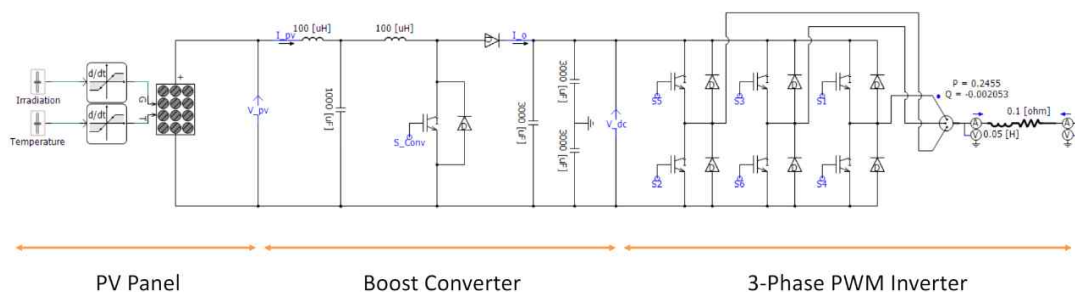 100 [uH]
100 [uH]
I_pv
I_o
d/dt
Irradiation
d/dt
Temperature
G
T
+
V_pv
1000 [uF]
S_Conv
3000 [uF]
3000 [uF]
3000 [uF]
V_dc
S5
S3
S1
S2
S6
S4
P = 0.2455
Q = -0.002053
0.1 [ohm]
A
V
0.05 [H]
A
V
PV Panel
Boost Converter
3-Phase PWM Inverter